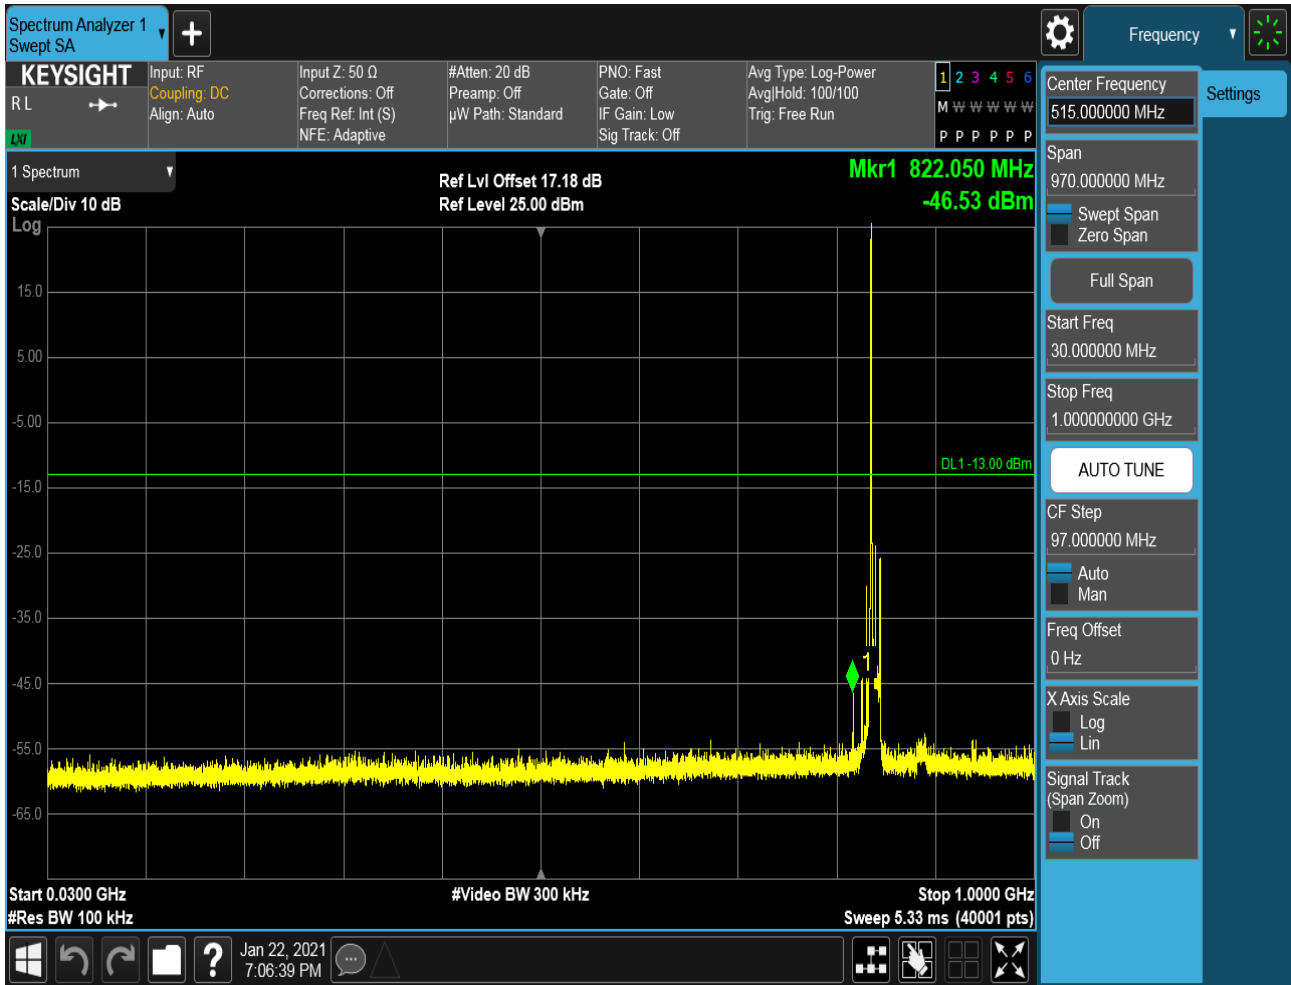 Spectrum Analyzer 1
Swept SA
Frequency
KEYSIGHT
R L
LXI
Input: RF
Coupling: DC
Align: Auto
Input Z: 50 Ω
Corrections: Off
Freq Ref: Int (S)
NFE: Adaptive
#Atten: 20 dB
Preamp: Off
µW Path: Standard
PNO: Fast
Gate: Off
IF Gain: Low
Sig Track: Off
Avg Type: Log-Power
Avg|Hold: 100/100
Trig: Free Run
1 2 3 4 5 6
M W W W W W
P P P P P P
1 Spectrum
Scale/Div 10 dB
Log
Ref Lvl Offset 17.18 dB
Ref Level 25.00 dBm
Mkr1 822.050 MHz
-46.53 dBm
15.0
5.00
-5.00
-15.0
-25.0
-35.0
-45.0
-55.0
-65.0
DL1 -13.00 dBm
1
Start 0.0300 GHz
#Res BW 100 kHz
#Video BW 300 kHz
Stop 1.0000 GHz
Sweep 5.33 ms (40001 pts)
Jan 22, 2021
7:06:39 PM
Center Frequency
515.000000 MHz
Span
970.000000 MHz
Swept Span
Zero Span
Full Span
Start Freq
30.000000 MHz
Stop Freq
1.000000000 GHz
AUTO TUNE
CF Step
97.000000 MHz
Auto
Man
Freq Offset
0 Hz
X Axis Scale
Log
Lin
Signal Track
(Span Zoom)
On
Off
Settings